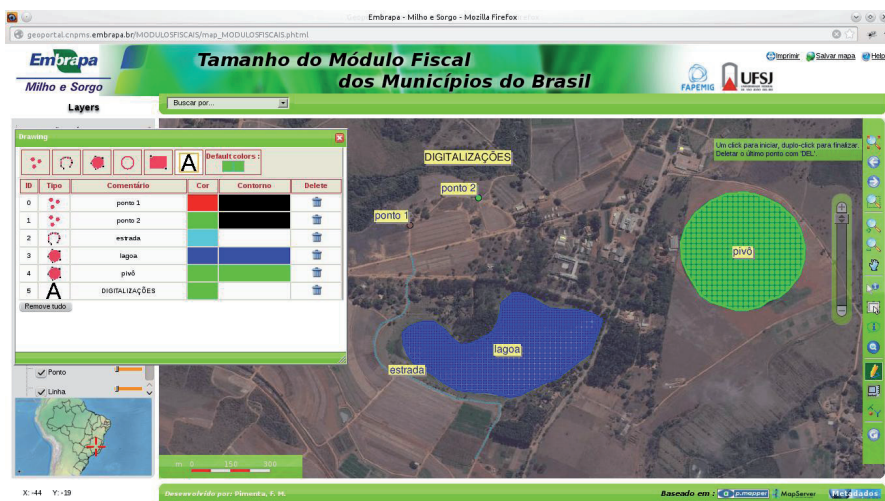 Embrapa - Milho e Sorgo - Mozilla Firefox
geoportal.cnpms.embrapa.br/MODULOSFISCAIS/map_MODULOSFISCAIS.phtml
Embrapa
Milho e Sorgo
Tamanho do Módulo Fiscal
dos Municípios do Brasil
FAPEMIG
UFSJ
Imprimir Salvar mapa Help
Layers
Buscar por...
Drawing
A Default colors :
ID Tipo Comentário Cor Contorno Delete
0 ponto 1
1 ponto 2
2 estrada
3 lagoa
4 pivô
5 A DIGITALIZAÇÕES
Remove tudo
Ponto
Linha
Um click para iniciar, duplo-click para finalizar.
Deletar o último ponto com 'DEL'.
DIGITALIZAÇÕES
ponto 2
ponto 1
pivô
lagoa
estrada
m 0 150 300
X: -44 Y: -19
Desenvolvido por: Pimenta, F. M.
Baseado em : p.mapper MapServer Metadados